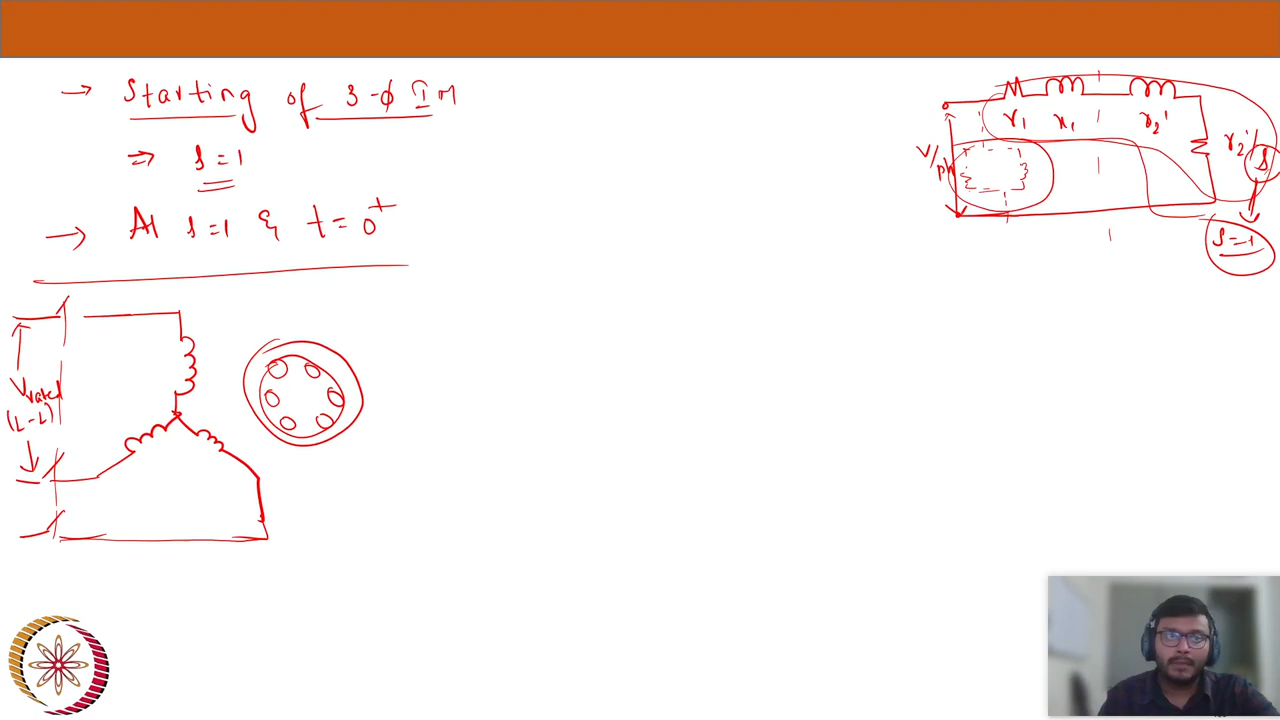 → Starting of 3-ϕ IM
⇒ s=1
→ At s=1 & t=0⁺
V/ph
r₁ x₁ r₂' r₂'/s
s=1
Vrated
(L-L)